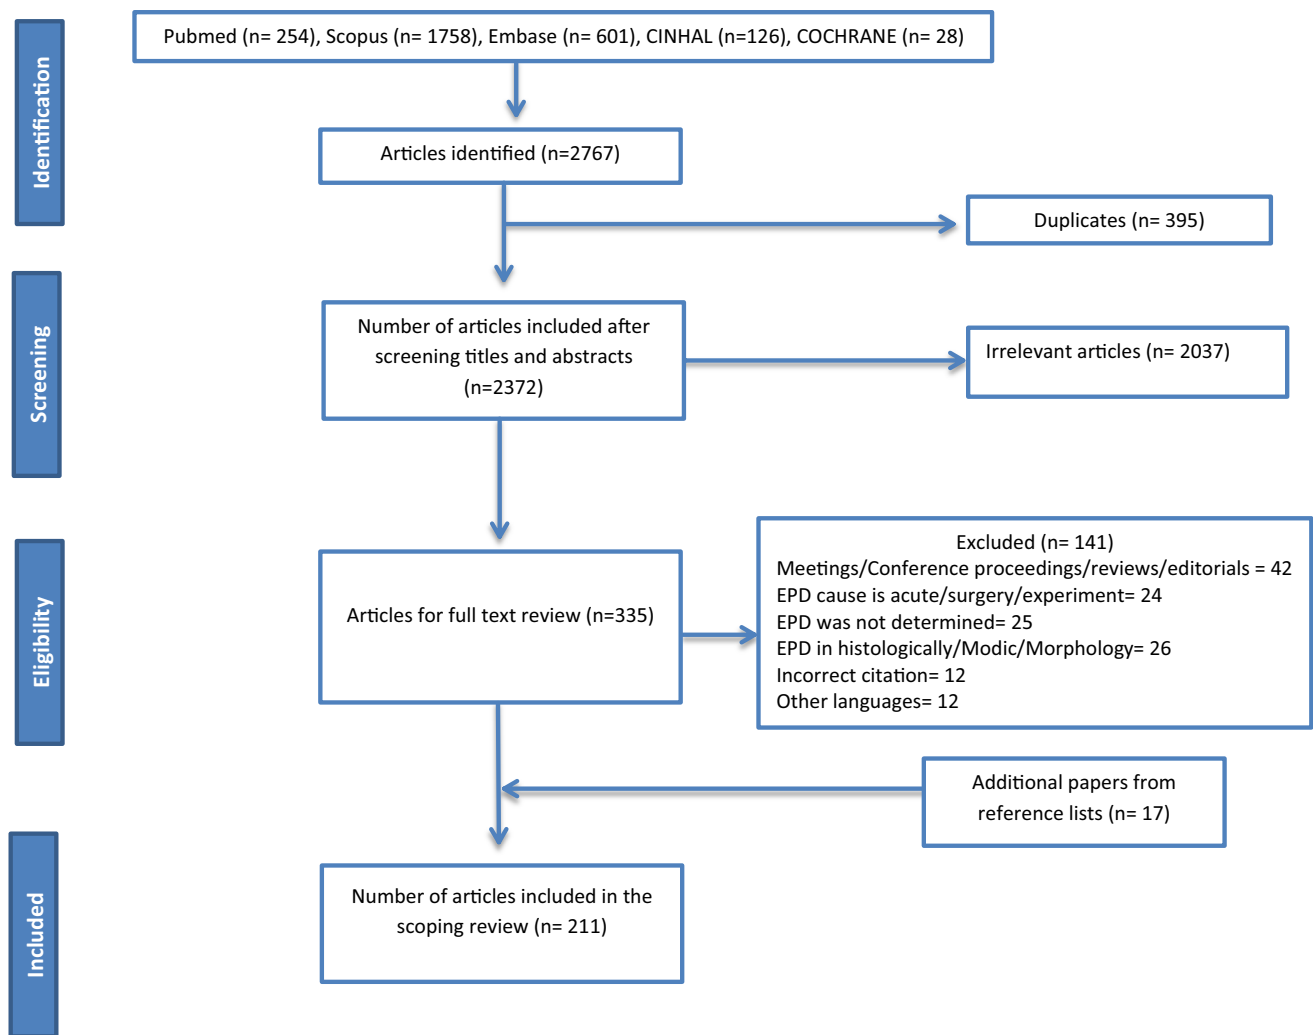 Identification
Pubmed (n= 254), Scopus (n= 1758), Embase (n= 601), CINHAL (n=126), COCHRANE (n= 28)
Articles identified (n=2767)
Duplicates (n= 395)
Screening
Number of articles included after
screening titles and abstracts
(n=2372)
Irrelevant articles (n= 2037)
Eligibility
Articles for full text review (n=335)
Excluded (n= 141)
Meetings/Conference proceedings/reviews/editorials = 42
EPD cause is acute/surgery/experiment= 24
EPD was not determined= 25
EPD in histologically/Modic/Morphology= 26
Incorrect citation= 12
Other languages= 12
Additional papers from
reference lists (n= 17)
Included
Number of articles included in the
scoping review (n= 211)